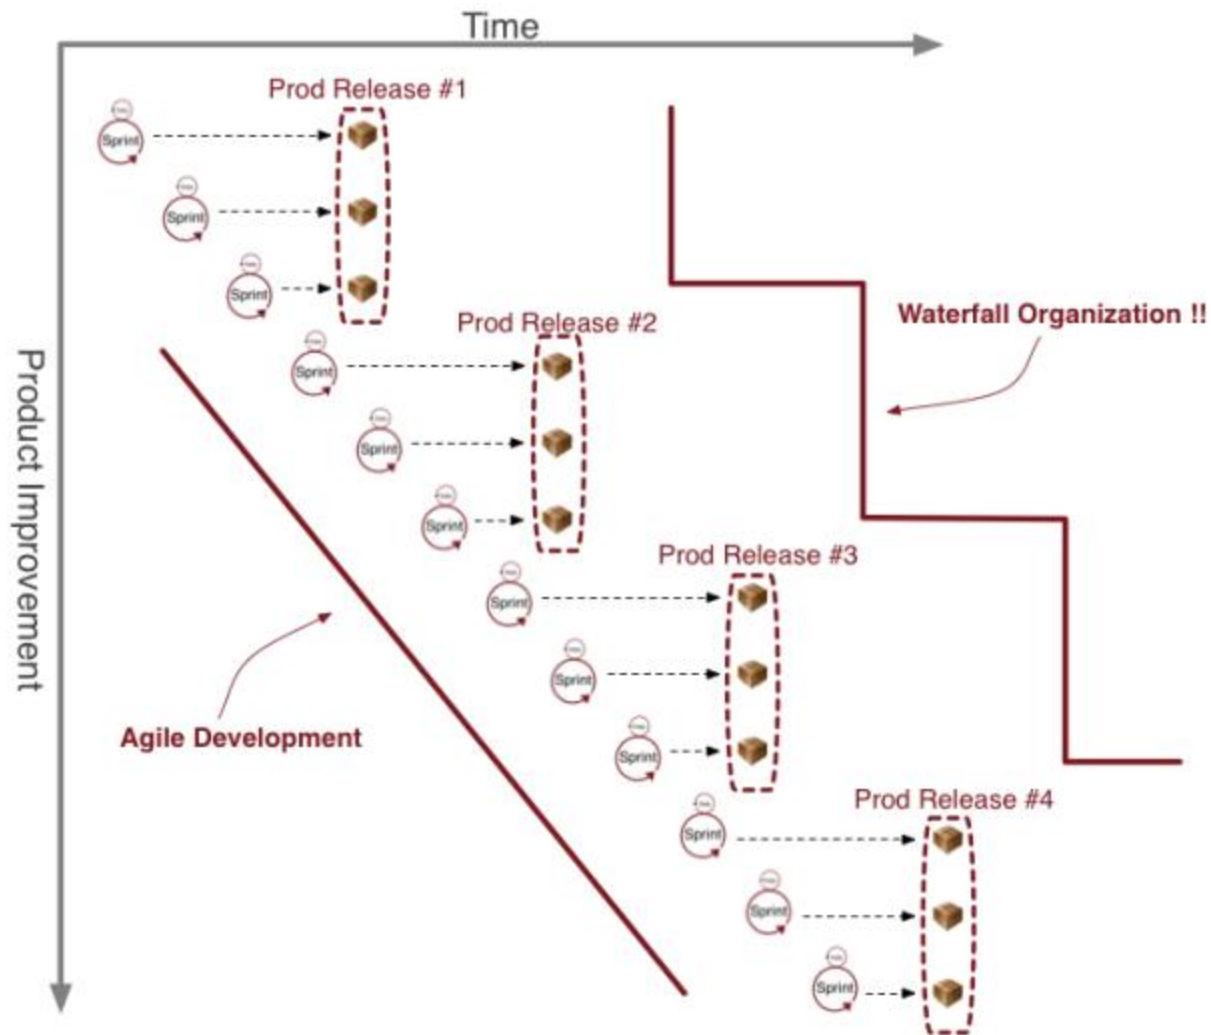 Time
Prod Release #1
Sprint
Sprint
Sprint
Prod Release #2
Waterfall Organization !!
Sprint
Product Improvement
Sprint
Sprint
Prod Release #3
Sprint
Sprint
Agile Development
Sprint
Prod Release #4
Sprint
Sprint
Sprint